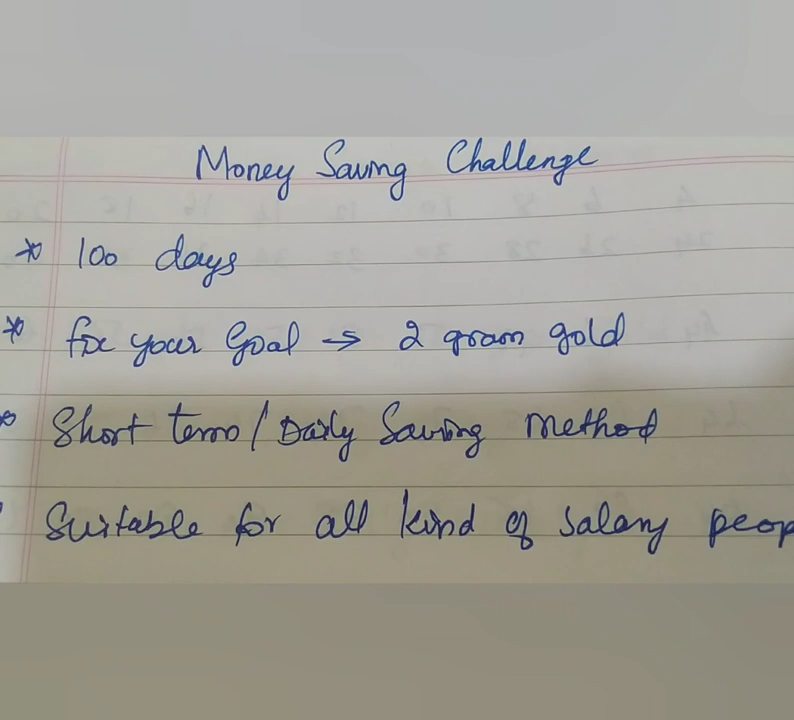 Money Saving Challenge
* 100 days
* fix your Goal → 2 gram gold
* Short term / Daily Saving Method
Suitable for all kind of salary peop